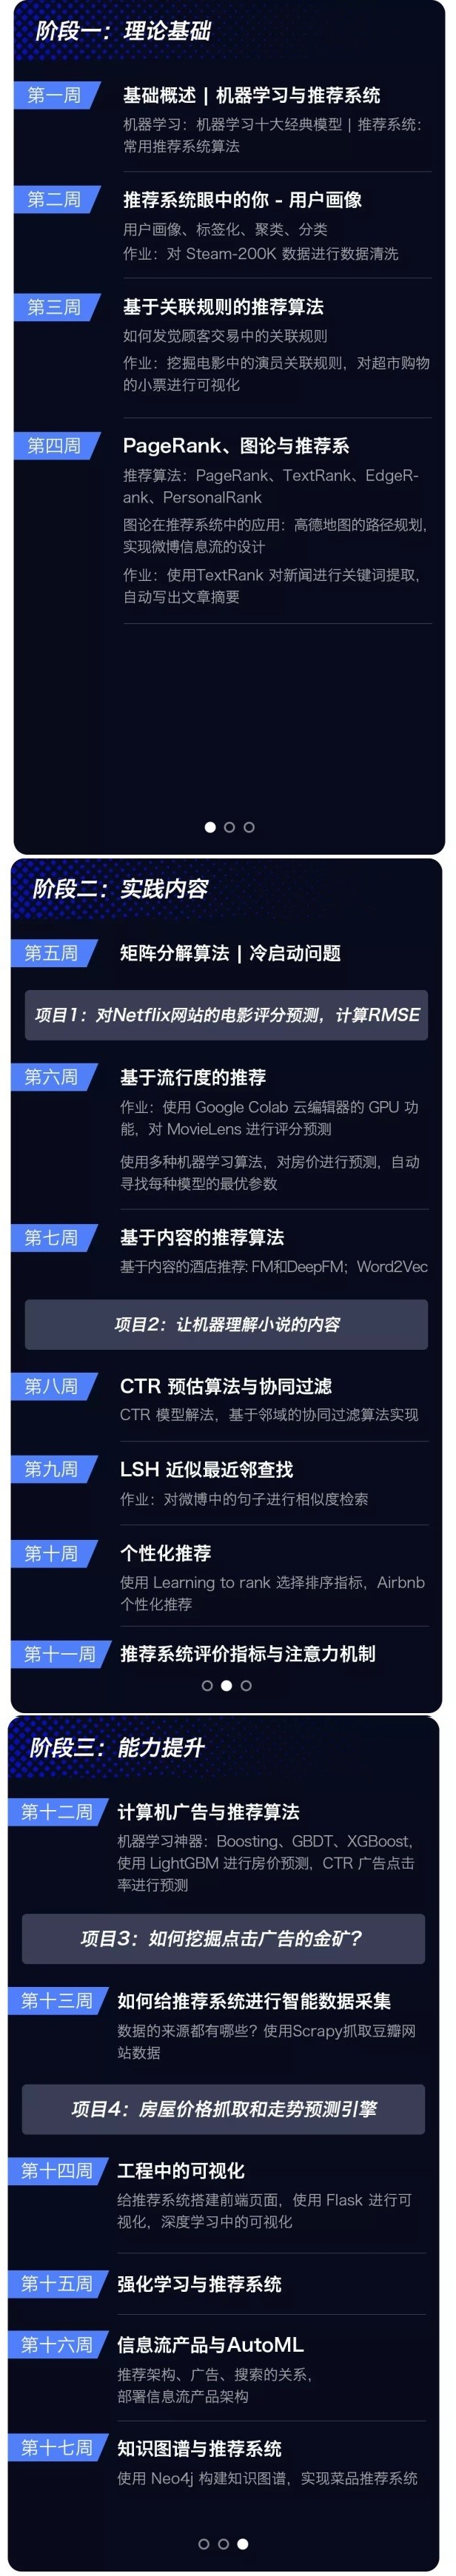 阶段一：理论基础
第一周
基础概述 | 机器学习与推荐系统
机器学习：机器学习十大经典模型 | 推荐系统：
常用推荐系统算法
第二周
推荐系统眼中的你 - 用户画像
用户画像、标签化、聚类、分类
作业：对 Steam-200K 数据进行数据清洗
第三周
基于关联规则的推荐算法
如何发觉顾客交易中的关联规则
作业：挖掘电影中的演员关联规则，对超市购物
的小票进行可视化
第四周
PageRank、图论与推荐系
推荐算法：PageRank、TextRank、EdgeR-
ank、PersonalRank
图论在推荐系统中的应用：高德地图的路径规划，
实现微博信息流的设计
作业：使用TextRank 对新闻进行关键词提取，
自动写出文章摘要
阶段二：实践内容
第五周
矩阵分解算法 | 冷启动问题
项目1：对Netflix网站的电影评分预测，计算RMSE
第六周
基于流行度的推荐
作业：使用 Google Colab 云编辑器的 GPU 功
能，对 MovieLens 进行评分预测
使用多种机器学习算法，对房价进行预测，自动
寻找每种模型的最优参数
第七周
基于内容的推荐算法
基于内容的酒店推荐: FM和DeepFM；Word2Vec
项目2：让机器理解小说的内容
第八周
CTR 预估算法与协同过滤
CTR 模型解法，基于邻域的协同过滤算法实现
第九周
LSH 近似最近邻查找
作业：对微博中的句子进行相似度检索
第十周
个性化推荐
使用 Learning to rank 选择排序指标，Airbnb
个性化推荐
第十一周
推荐系统评价指标与注意力机制
阶段三：能力提升
第十二周
计算机广告与推荐算法
机器学习神器：Boosting、GBDT、XGBoost，
使用 LightGBM 进行房价预测，CTR 广告点击
率进行预测
项目3：如何挖掘点击广告的金矿？
第十三周
如何给推荐系统进行智能数据采集
数据的来源都有哪些？使用Scrapy抓取豆瓣网
站数据
项目4：房屋价格抓取和走势预测引擎
第十四周
工程中的可视化
给推荐系统搭建前端页面，使用 Flask 进行可
视化，深度学习中的可视化
第十五周
强化学习与推荐系统
第十六周
信息流产品与AutoML
推荐架构、广告、搜索的关系，
部署信息流产品架构
第十七周
知识图谱与推荐系统
使用 Neo4j 构建知识图谱，实现菜品推荐系统